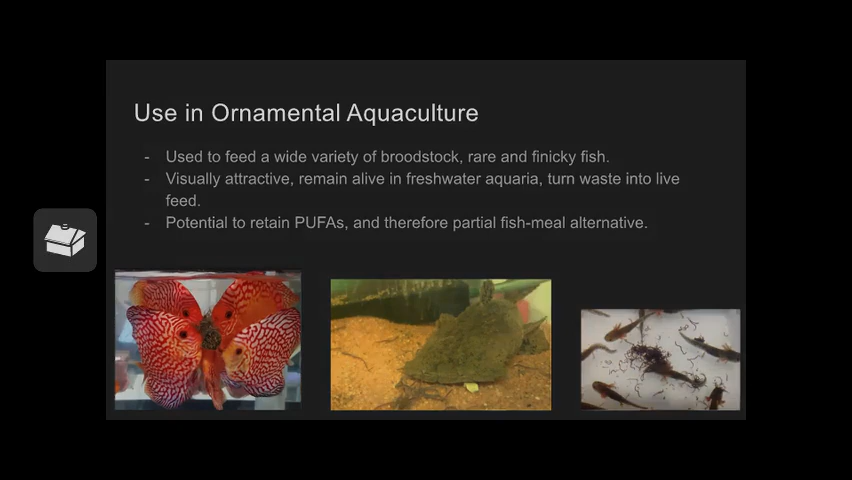 Use in Ornamental Aquaculture
- Used to feed a wide variety of broodstock, rare and finicky fish.
- Visually attractive, remain alive in freshwater aquaria, turn waste into live
feed.
- Potential to retain PUFAs, and therefore partial fish-meal alternative.